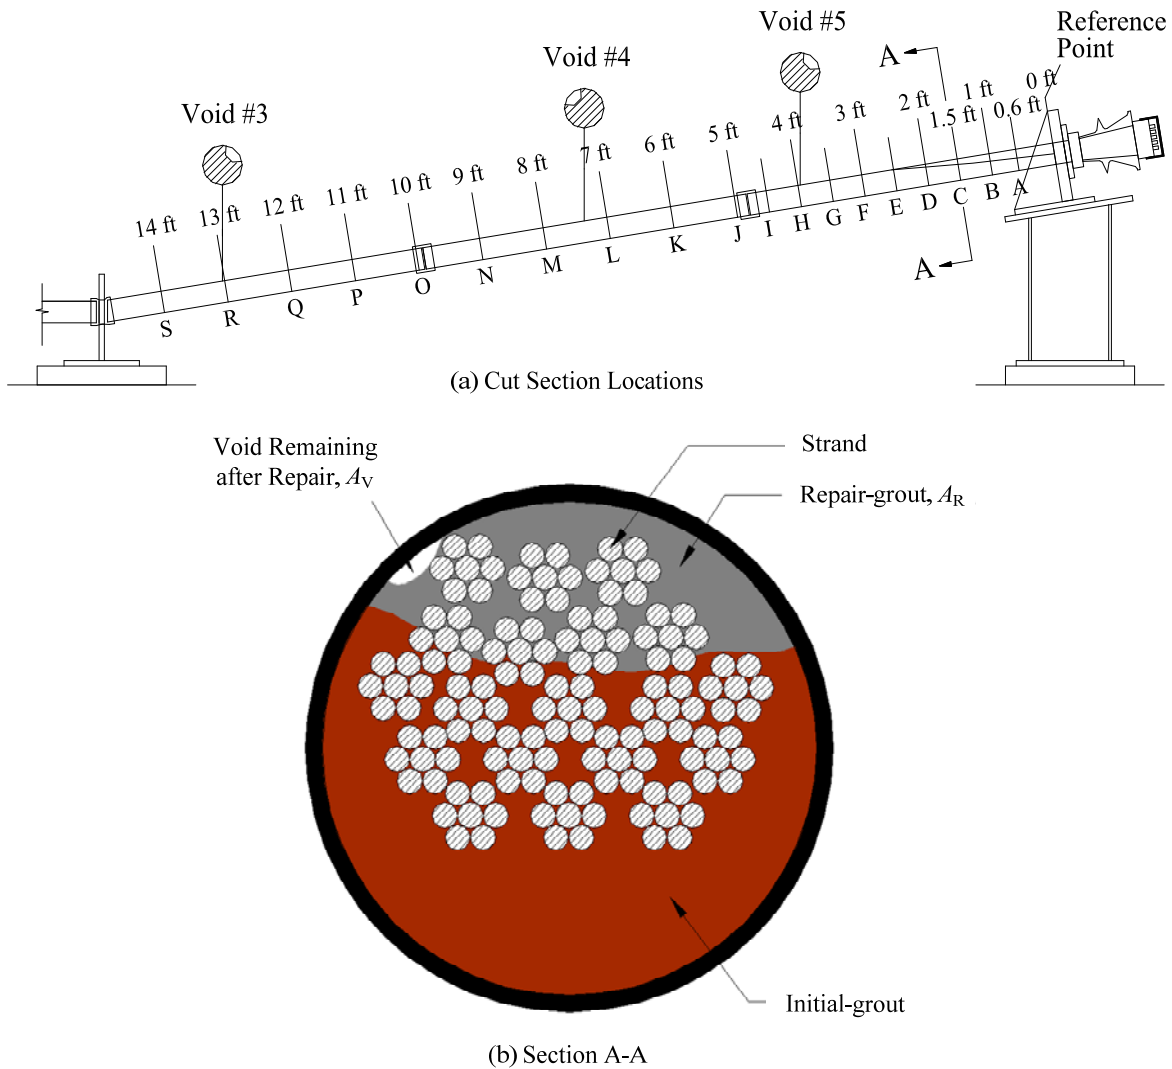 Void #3
Void #4
Void #5
Reference
Point
A
14 ft
13 ft
12 ft
11 ft
10 ft
9 ft
8 ft
7 ft
6 ft
5 ft
4 ft
3 ft
2 ft
1.5 ft
1 ft
0.6 ft
0 ft
S
R
Q
P
O
N
M
L
K
J
I
H
G
F
E
D
C
B
A
A
(a) Cut Section Locations
Void Remaining
after Repair, AV
Strand
Repair-grout, AR
Initial-grout
(b) Section A-A